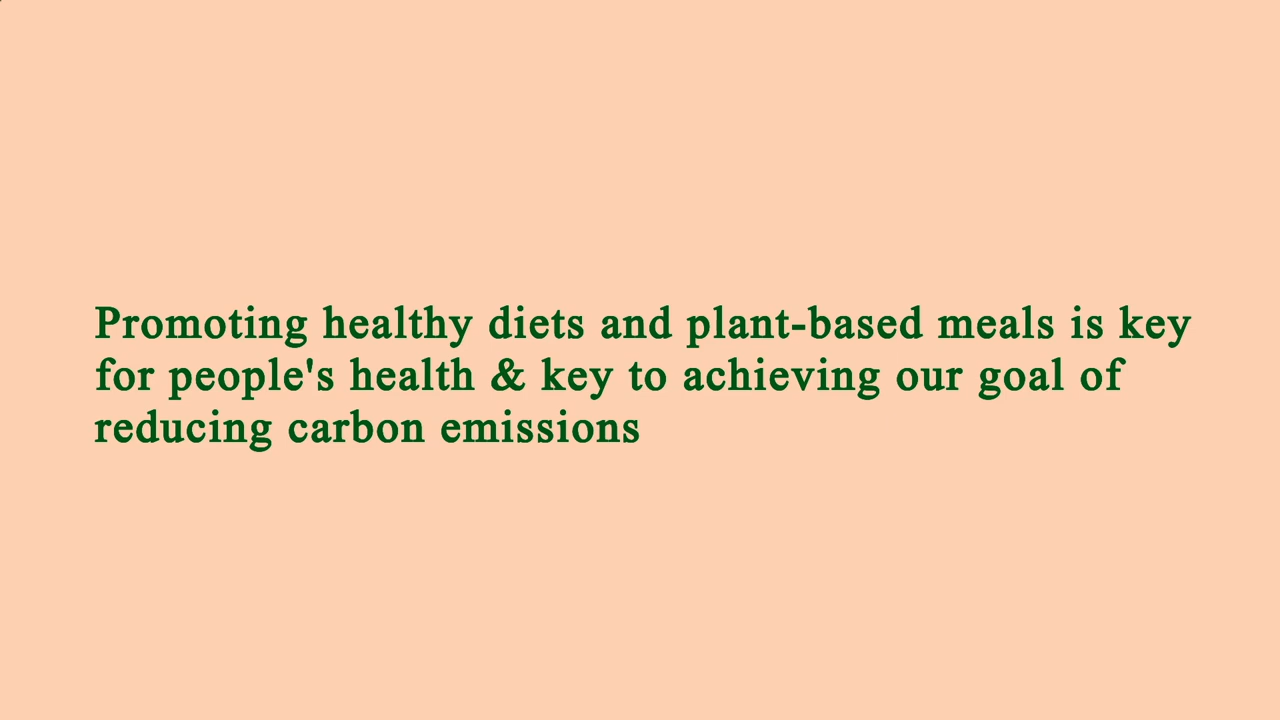 Promoting healthy diets and plant-based meals is key
for people's health & key to achieving our goal of
reducing carbon emissions